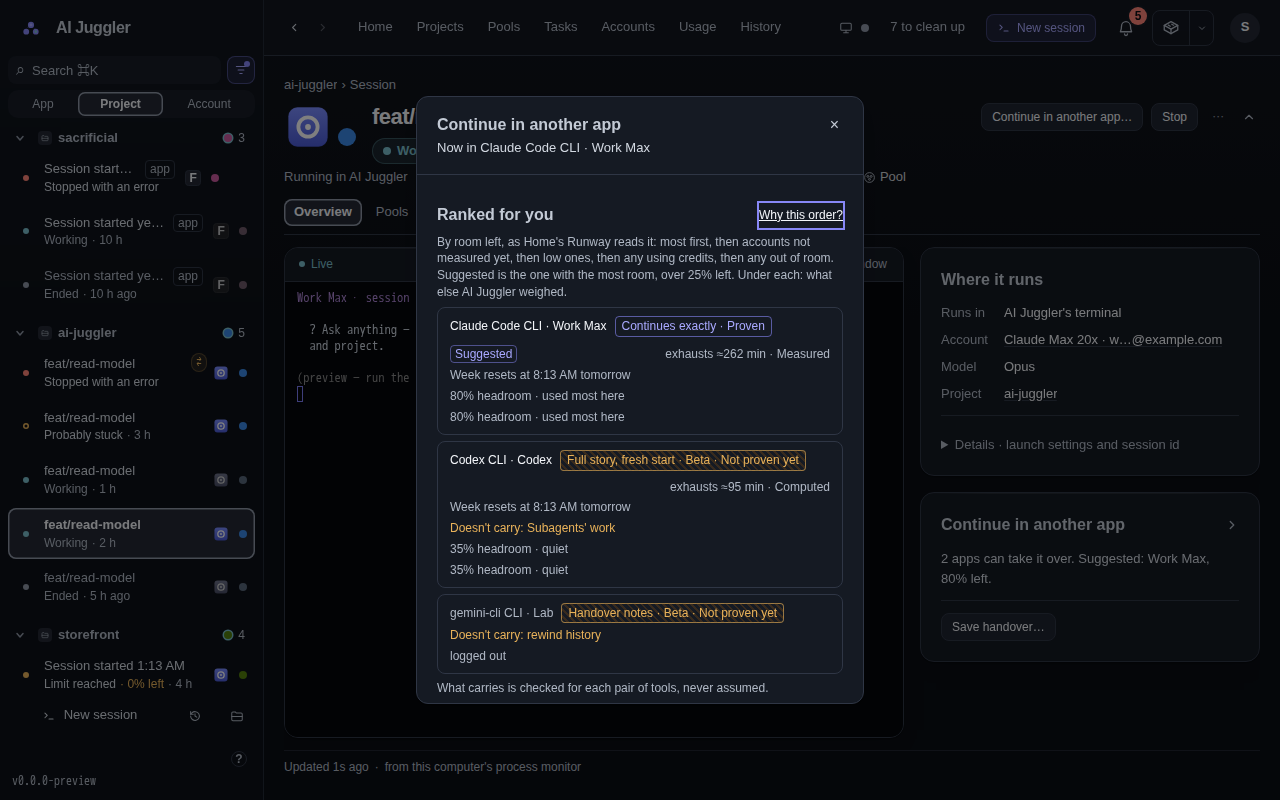 AI Juggler
Home
Projects
Pools
Tasks
Accounts
Usage
History
7 to clean up
New session
5
S
Search ⌘K
App
Project
Account
sacrificial
3
Session start…
app
Stopped with an error
F
Session started ye…
app
Working · 10 h
F
Session started ye…
app
Ended · 10 h ago
F
ai-juggler
5
feat/read-model
Stopped with an error
feat/read-model
Probably stuck · 3 h
feat/read-model
Working · 1 h
feat/read-model
Working · 2 h
feat/read-model
Ended · 5 h ago
storefront
4
Session started 1:13 AM
Limit reached · 0% left · 4 h
New session
?
v0.0.0-preview
ai-juggler › Session
feat/
Wo
Continue in another app…
Stop
Running in AI Juggler
Pool
Overview
Pools
Live
dow
Work Max · session
? Ask anything —
and project.
(preview — run the
Continue in another app
×
Now in Claude Code CLI · Work Max
Ranked for you
Why this order?
By room left, as Home's Runway reads it: most first, then accounts not
measured yet, then low ones, then any using credits, then any out of room.
Suggested is the one with the most room, over 25% left. Under each: what
else AI Juggler weighed.
Claude Code CLI · Work Max
Continues exactly · Proven
Suggested
exhausts ≈262 min · Measured
Week resets at 8:13 AM tomorrow
80% headroom · used most here
80% headroom · used most here
Codex CLI · Codex
Full story, fresh start · Beta · Not proven yet
exhausts ≈95 min · Computed
Week resets at 8:13 AM tomorrow
Doesn't carry: Subagents' work
35% headroom · quiet
35% headroom · quiet
gemini-cli CLI · Lab
Handover notes · Beta · Not proven yet
Doesn't carry: rewind history
logged out
What carries is checked for each pair of tools, never assumed.
Where it runs
Runs in
AI Juggler's terminal
Account
Claude Max 20x · w…@example.com
Model
Opus
Project
ai-juggler
Details · launch settings and session id
Continue in another app
2 apps can take it over. Suggested: Work Max,
80% left.
Save handover…
Updated 1s ago · from this computer's process monitor